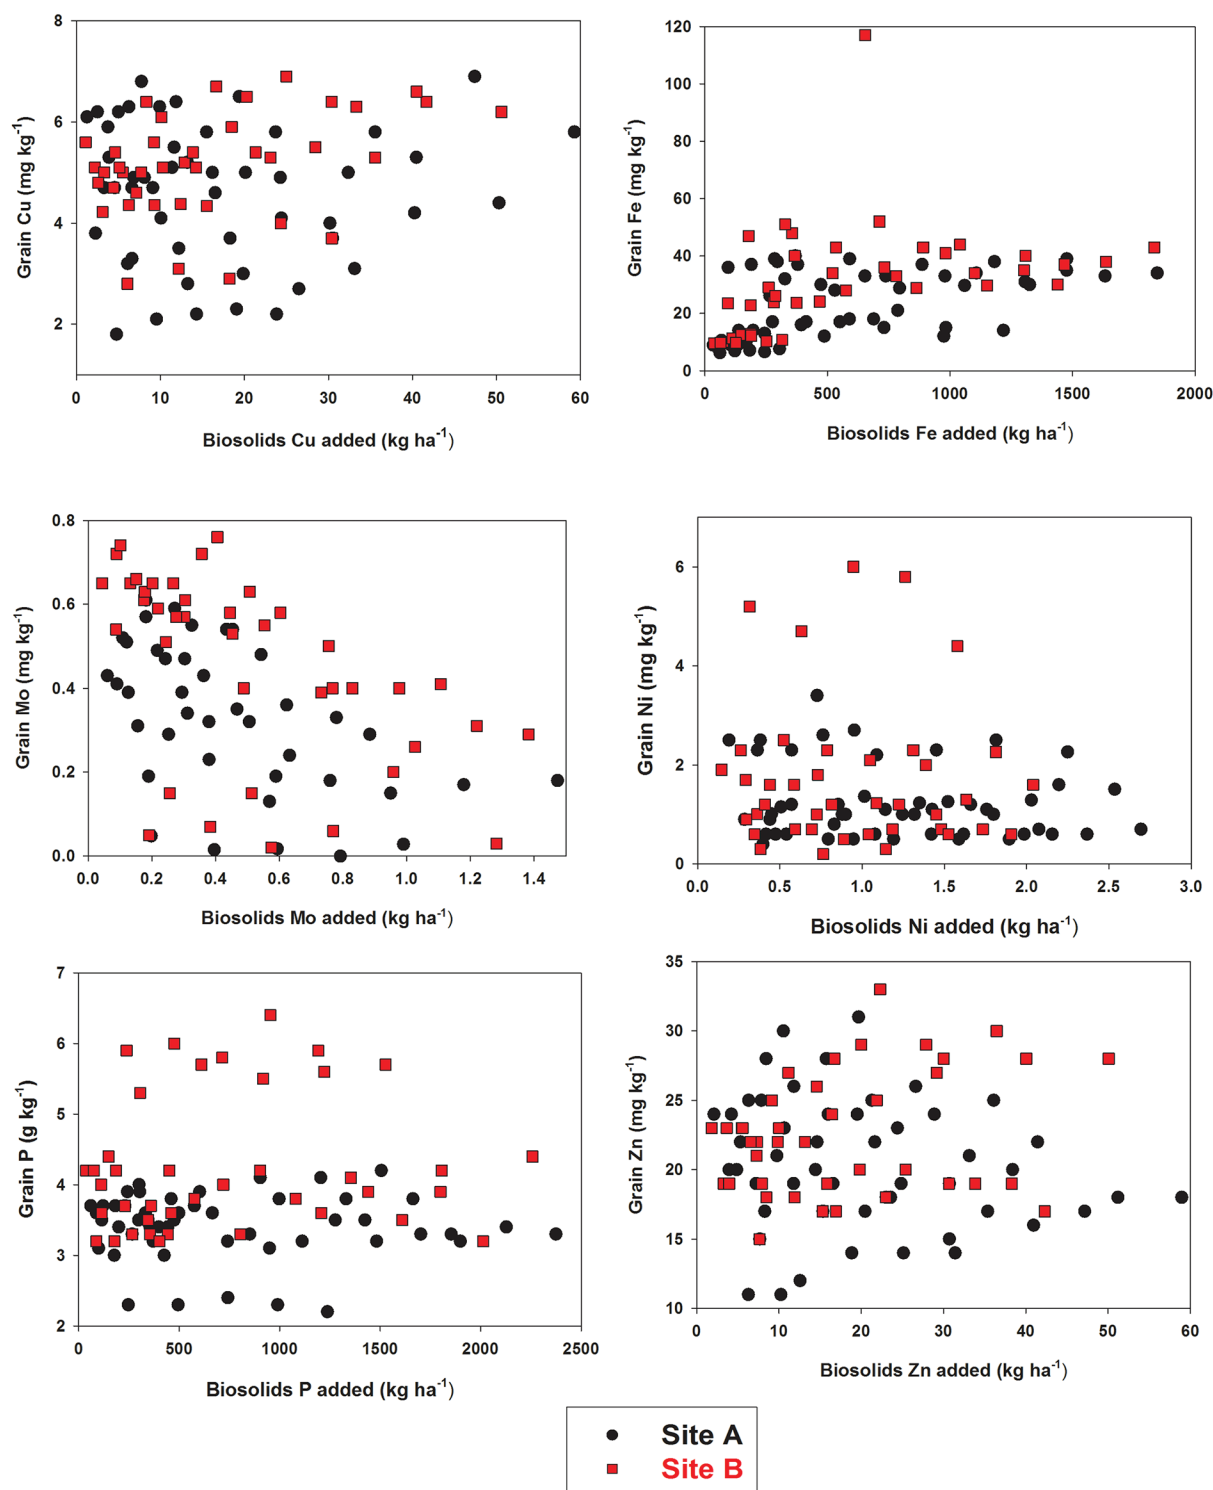 8
6
4
2
Grain Cu (mg kg⁻¹)
0 10 20 30 40 50 60
Biosolids Cu added (kg ha⁻¹)
120
100
80
60
40
20
0
Grain Fe (mg kg⁻¹)
0 500 1000 1500 2000
Biosolids Fe added (kg ha⁻¹)
0.8
0.6
0.4
0.2
0.0
Grain Mo (mg kg⁻¹)
0.0 0.2 0.4 0.6 0.8 1.0 1.2 1.4
Biosolids Mo added (kg ha⁻¹)
6
4
2
0
Grain Ni (mg kg⁻¹)
0.0 0.5 1.0 1.5 2.0 2.5 3.0
Biosolids Ni added (kg ha⁻¹)
7
6
5
4
3
2
Grain P (g kg⁻¹)
0 500 1000 1500 2000 2500
Biosolids P added (kg ha⁻¹)
35
30
25
20
15
10
Grain Zn (mg kg⁻¹)
0 10 20 30 40 50 60
Biosolids Zn added (kg ha⁻¹)
Site A
Site B